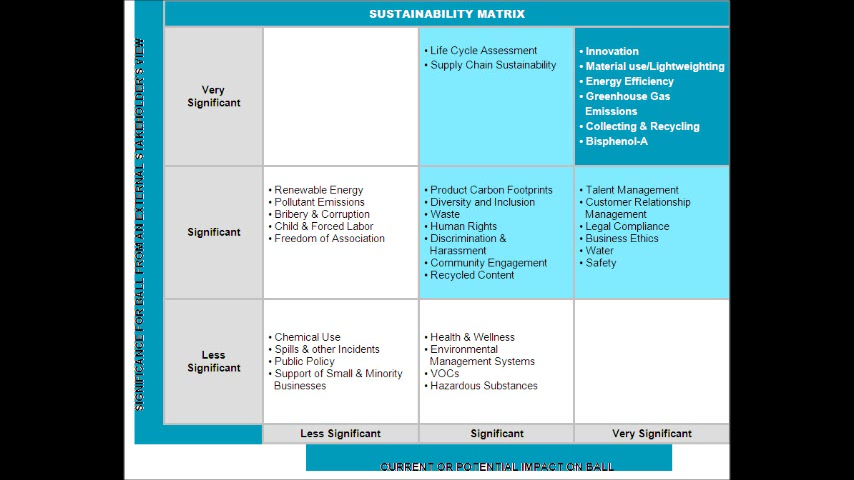 SUSTAINABILITY MATRIX
SIGNIFICANCE FOR BALL FROM AN EXTERNAL STAKEHOLDER'S VIEW
Very
Significant
• Life Cycle Assessment
• Supply Chain Sustainability
• Innovation
• Material use/Lightweighting
• Energy Efficiency
• Greenhouse Gas
Emissions
• Collecting & Recycling
• Bisphenol-A
Significant
• Renewable Energy
• Pollutant Emissions
• Bribery & Corruption
• Child & Forced Labor
• Freedom of Association
• Product Carbon Footprints
• Diversity and Inclusion
• Waste
• Human Rights
• Discrimination &
Harassment
• Community Engagement
• Recycled Content
• Talent Management
• Customer Relationship
Management
• Legal Compliance
• Business Ethics
• Water
• Safety
Less
Significant
• Chemical Use
• Spills & other Incidents
• Public Policy
• Support of Small & Minority
Businesses
• Health & Wellness
• Environmental
Management Systems
• VOCs
• Hazardous Substances
Less Significant
Significant
Very Significant
CURRENT OR POTENTIAL IMPACT ON BALL